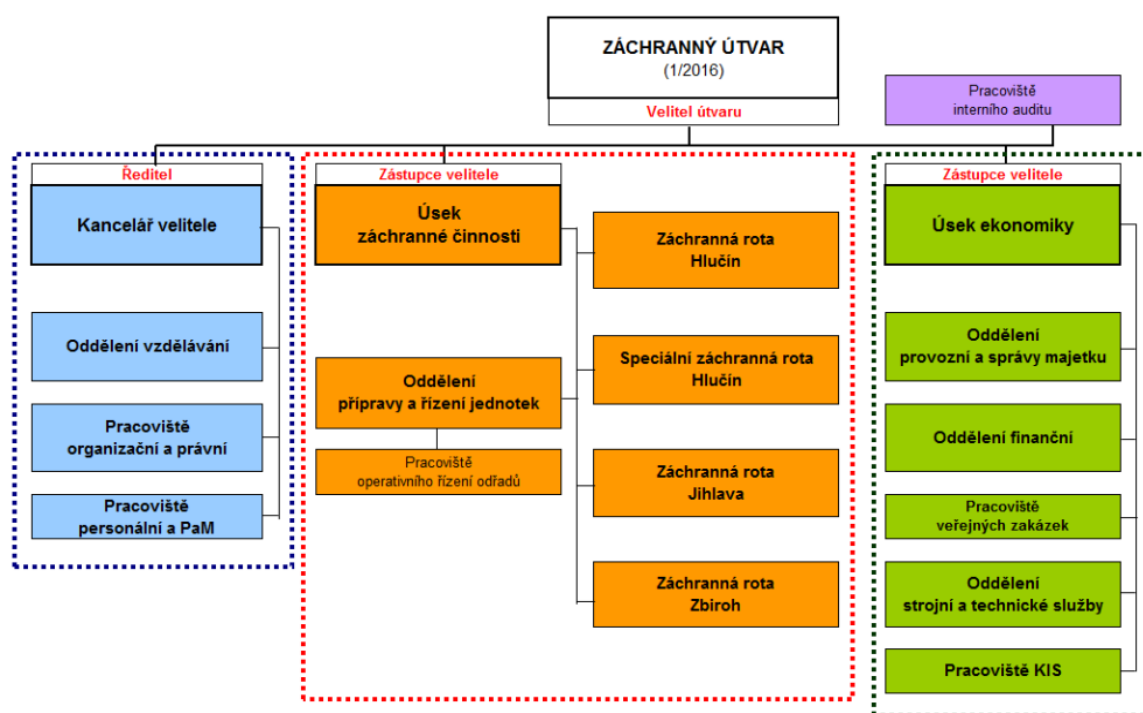 ZÁCHRANNÝ ÚTVAR
(1/2016)
Velitel útvaru
Pracoviště
interního auditu
Ředitel
Kancelář velitele
Oddělení vzdělávání
Pracoviště
organizační a právní
Pracoviště
personální a PaM
Zástupce velitele
Úsek
záchranné činnosti
Oddělení
přípravy a řízení jednotek
Pracoviště
operativního řízení odřadů
Záchranná rota
Hlučín
Speciální záchranná rota
Hlučín
Záchranná rota
Jihlava
Záchranná rota
Zbiroh
Zástupce velitele
Úsek ekonomiky
Oddělení
provozní a správy majetku
Oddělení finanční
Pracoviště
veřejných zakázek
Oddělení
strojní a technické služby
Pracoviště KIS